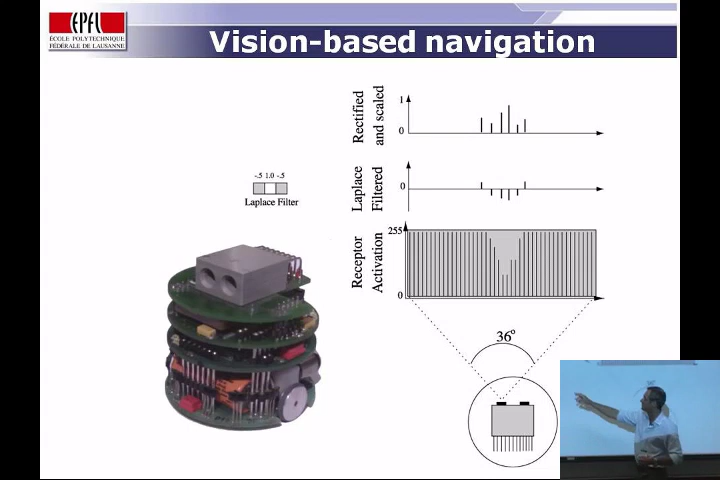 EPFL
ÉCOLE POLYTECHNIQUE
FÉDÉRALE DE LAUSANNE
Vision-based navigation
Rectified
and scaled
1
0
-.5 1.0 -.5
Laplace Filter
Laplace
Filtered
0
Receptor
Activation
255
0
36°